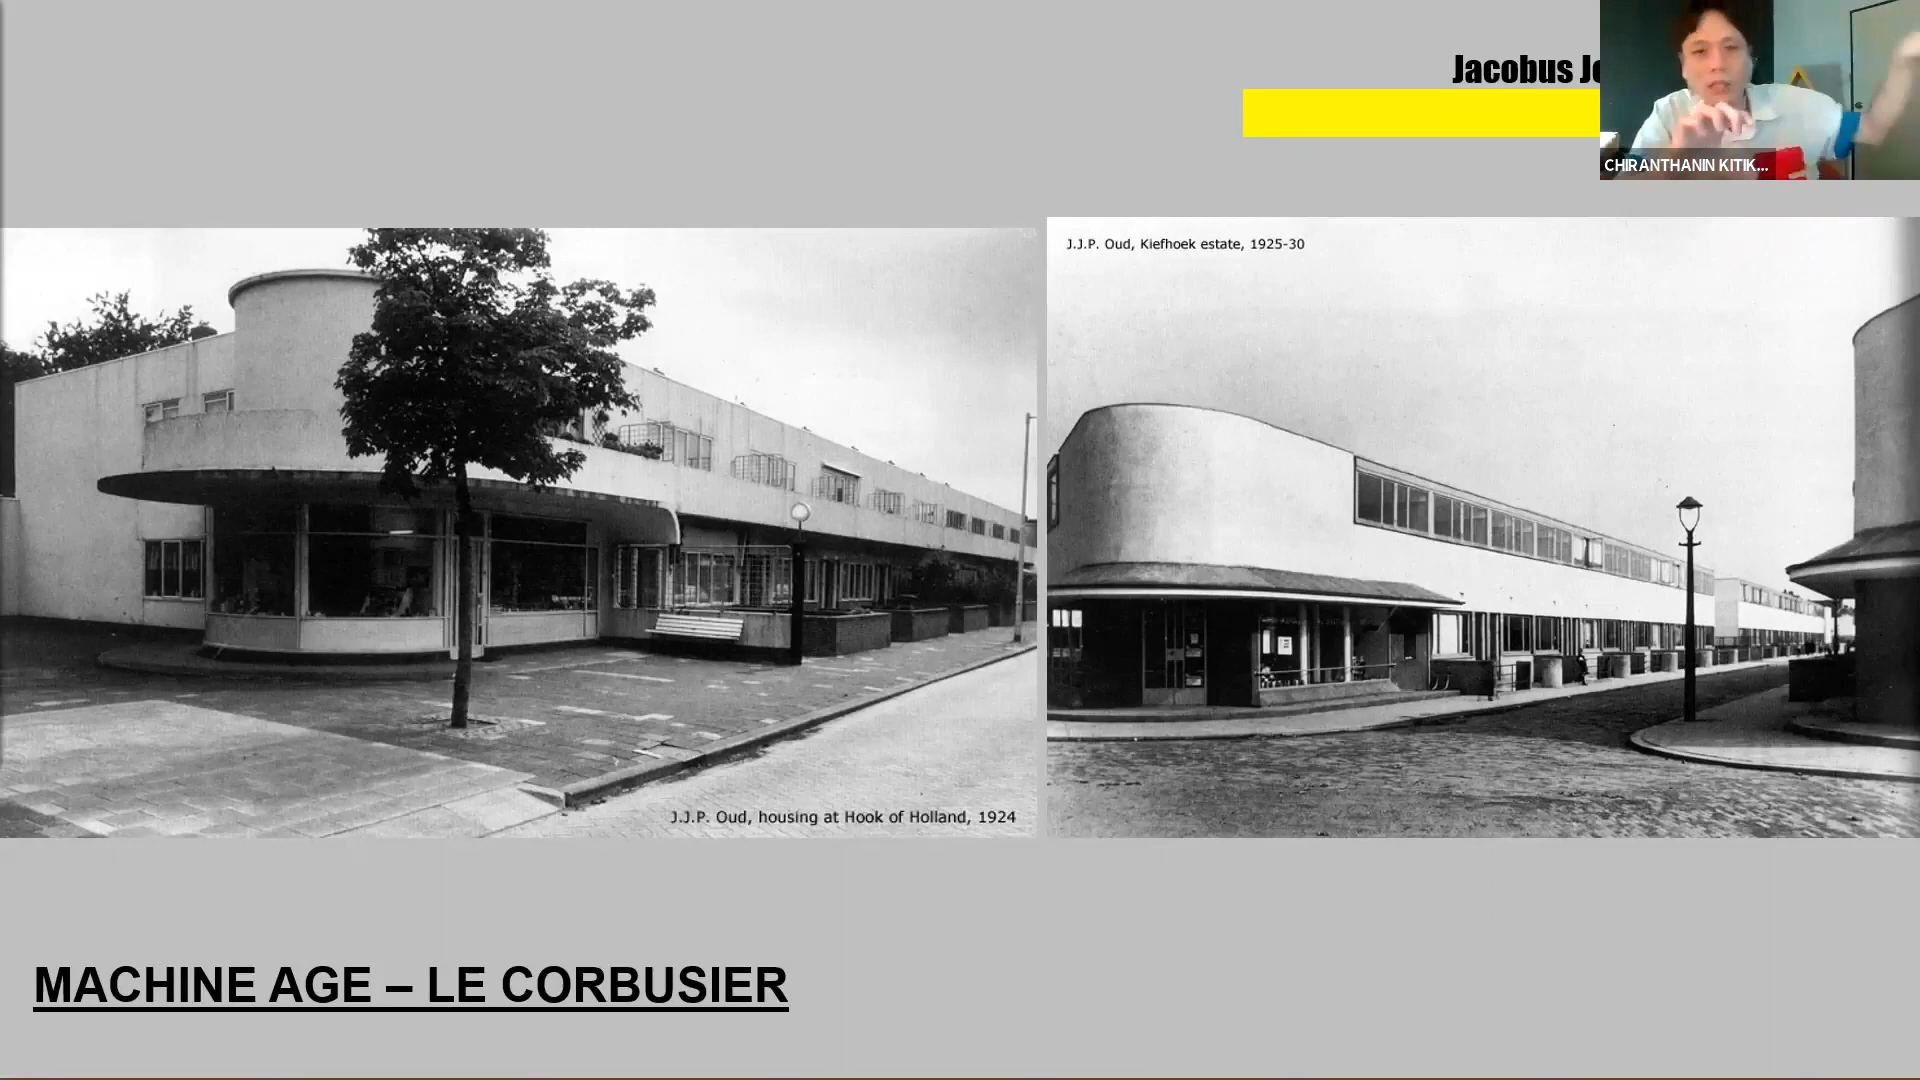 Jacobus
CHIRANTHANIN KITIK...
J.J.P. Oud, Kiefhoek estate, 1925-30
J.J.P. Oud, housing at Hook of Holland, 1924
MACHINE AGE – LE CORBUSIER